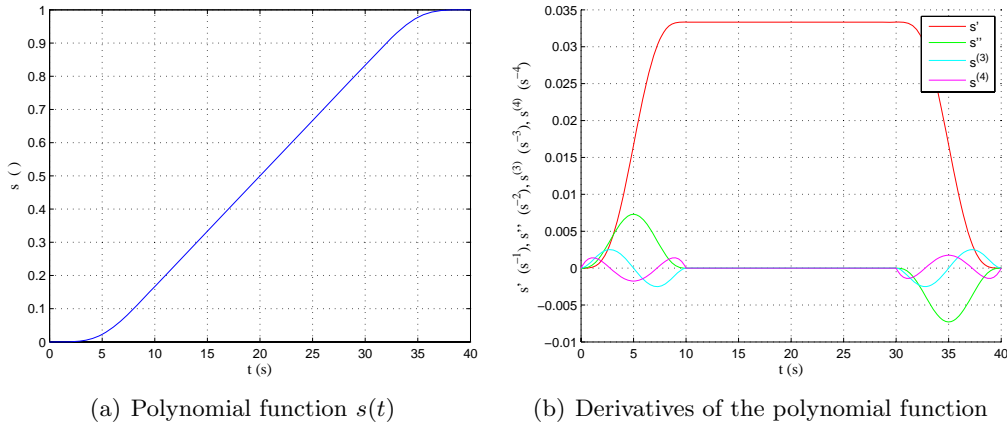 1
0.9
0.8
0.7
0.6
0.5
0.4
0.3
0.2
0.1
0
s ( )
0 5 10 15 20 25 30 35 40
t (s)
(a) Polynomial function s(t)
0.035
0.03
0.025
0.02
0.015
0.01
0.005
0
−0.005
−0.01
s' (s⁻¹), s'' (s⁻²), s⁽³⁾ (s⁻³), s⁽⁴⁾ (s⁻⁴
0 5 10 15 20 25 30 35 40
t (s)
s'
s''
s⁽³⁾
s⁽⁴⁾
(b) Derivatives of the polynomial function